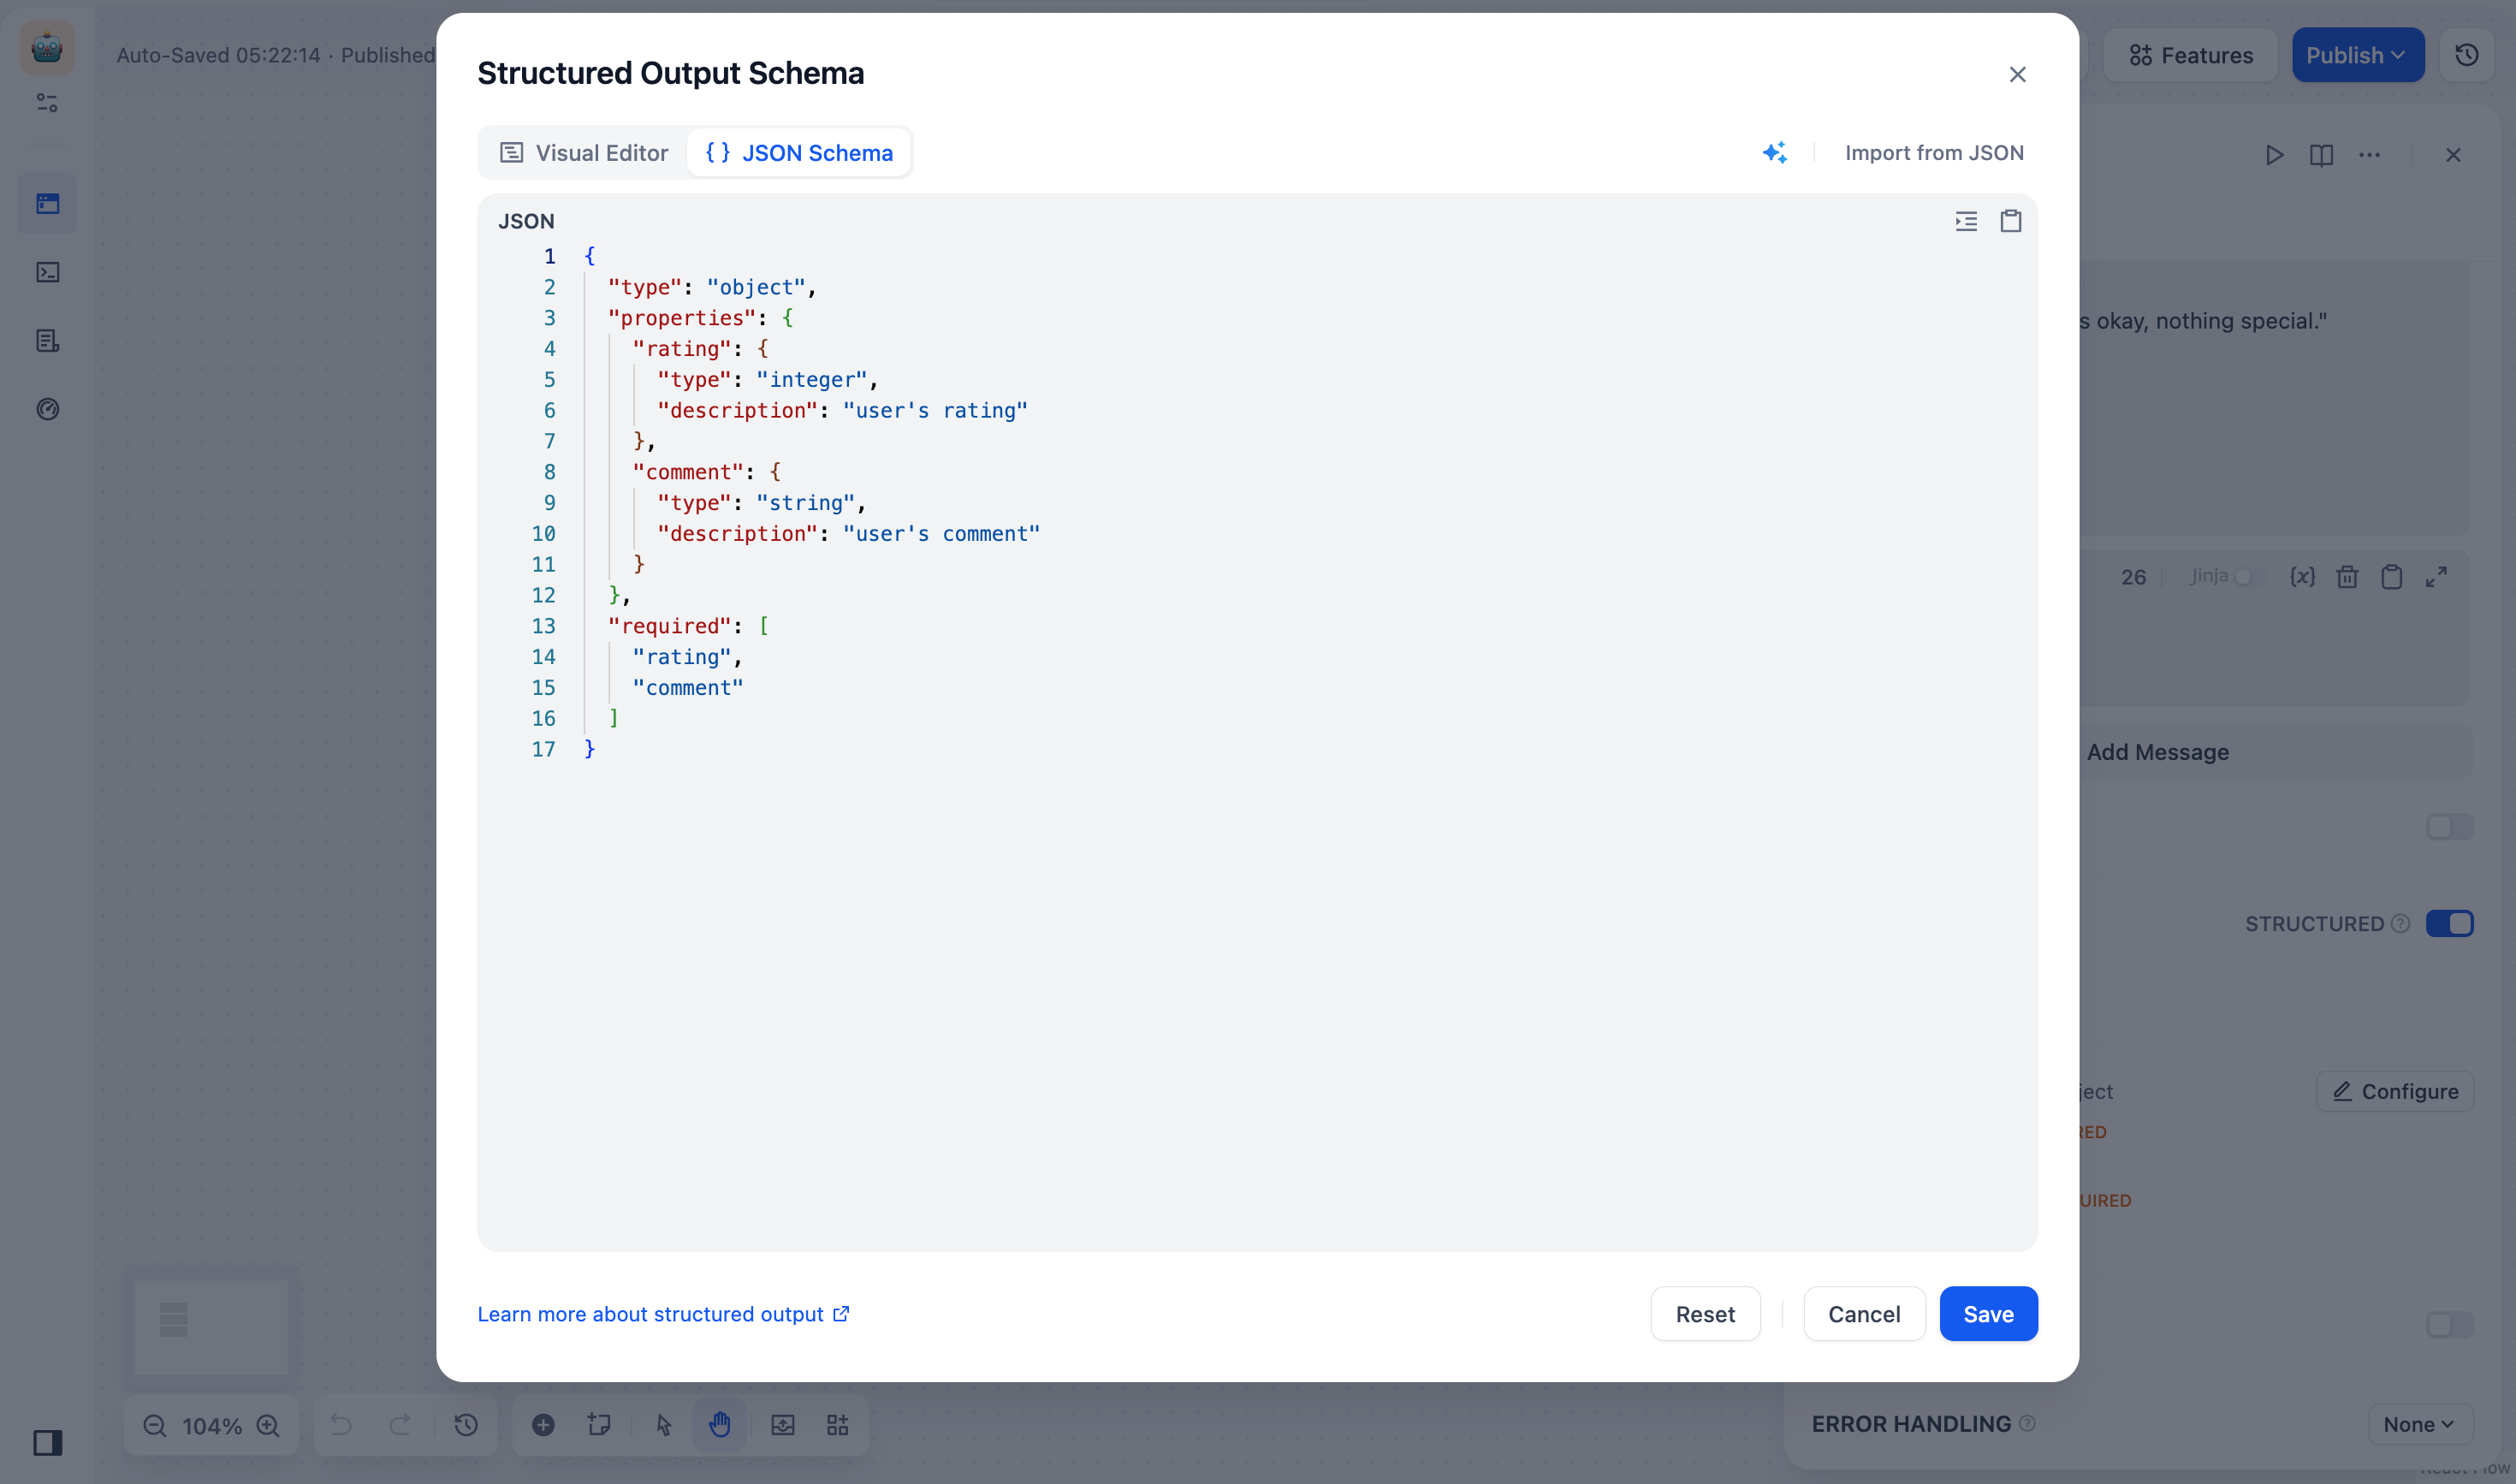 Auto-Saved 05:22:14 · Published
Features
Publish
Structured Output Schema
Visual Editor
{ } JSON Schema
Import from JSON
JSON
1 {
2 "type": "object",
3 "properties": {
4 "rating": {
5 "type": "integer",
6 "description": "user's rating"
7 },
8 "comment": {
9 "type": "string",
10 "description": "user's comment"
11 }
12 },
13 "required": [
14 "rating",
15 "comment"
16 ]
17 }
s okay, nothing special."
26
Jinja
{x}
Add Message
STRUCTURED
ject
Configure
RED
UIRED
Learn more about structured output
Reset
Cancel
Save
104%
ERROR HANDLING
None
React Flow